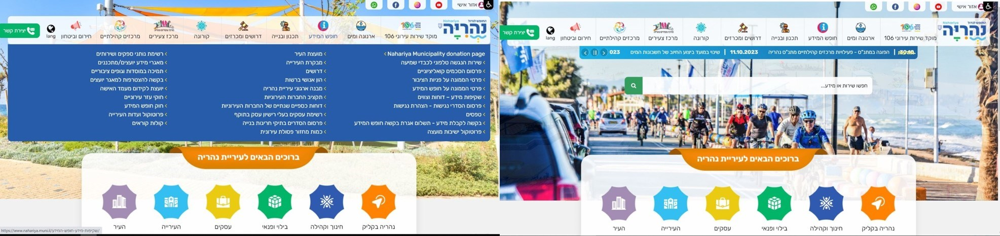 אזור אישי
התופש לגדול
Nahariya
נהריה
מוקד שירות עירוני 106
ארנונה ומים
חופש המידע
תכנון ובנייה
דרושים ומכרזים
קורונה
מרכז צעירים
מרכזים קהילתיים
חירום וביטחון
lang
יצירת קשר
Nahariya Municipality donation page
שירות הנגשה טלפוני לכבדי שמיעה
פרסום הסכמים קואליציוניים
פרטי הממונה על פניות הציבור
פרטי הממונה על חופש המידע
שקיפות מידע – דוחות וצווים
פרסום הסדרי נגישות - הצהרת נגישות
טפסים
בקשה לקבלת מידע - תשלום אגרת בקשה חופש המידע
פרוטוקול ישיבות מועצה
מועצת העיר
מבקרת העירייה
דרושים
הון אנושי ברשות
מבנה ארגוני עיריית נהריה
תקציב החברות העירוניות
דוחות כספיים שנתיים של החברות העירוניות
רשימת עסקים בעלי רישיון עסק בתוקף
פרסום הסדרים בתיקי חריגות בנייה
כמות מחזור פסולת עירונית
רשימת נותני ספקים ושירותים
מאגרי מידע יועצים/מתכננים
תמיכה במוסדות וגופים ציבוריים
בקשה להצטרפות למאגר יועצים
יועצת לקידום מעמד האישה
חוקי עזר עירוניים
חוק חופש המידע
פרוטוקול ועדות העירייה
קולות קוראים
ברוכים הבאים לעיריית נהריה
נהריה בקליק
חינוך וקהילה
בילוי ופנאי
עסקים
העירייה
העיר
https://www.nahariya.muni.il/שקיפות-מידע-חופש-המידע/
אזור אישי
התופש לגדול
Nahariya
נהריה
מוקד שירות עירוני 106
ארנונה ומים
חופש המידע
תכנון ובנייה
דרושים ומכרזים
קורונה
מרכז צעירים
מרכזים קהילתיים
חירום וביטחון
lang
יצירת קשר
30.10 | הפוגה במתנ"ס - פעילויות מרכזים קהילתיים מתנ"ס נהריה 11.10.2023 | שינוי במועד ביצוע החיוב של חשבונות המים 023
חפשו שירות או מידע...
ברוכים הבאים לעיריית נהריה
נהריה בקליק
חינוך וקהילה
בילוי ופנאי
עסקים
העירייה
העיר